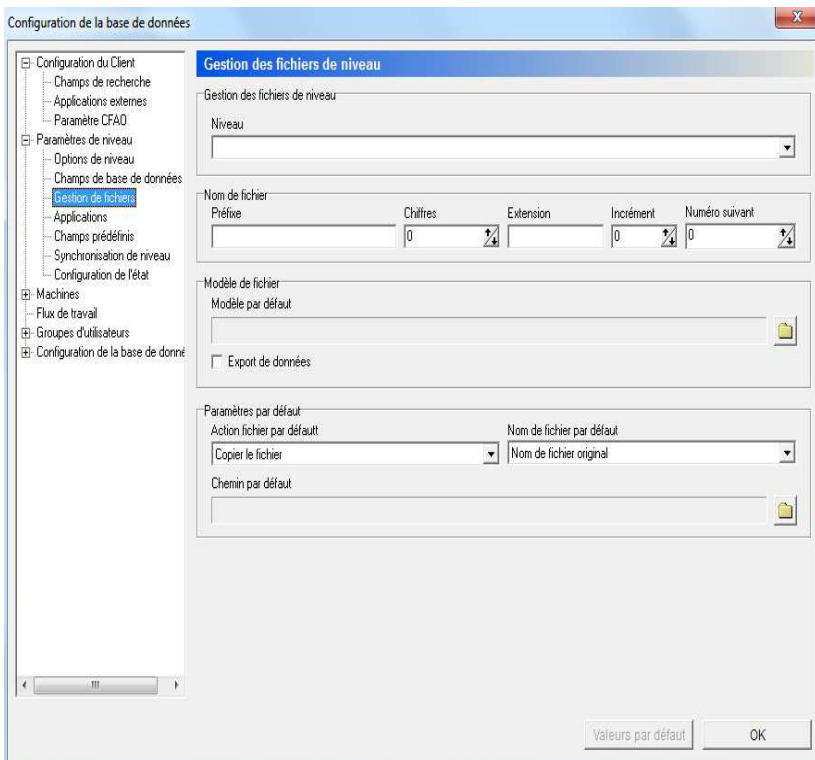 Configuration de la base de données
X
Configuration du Client
Champs de recherche
Applications externes
Paramètre CFAO
Paramètres de niveau
Options de niveau
Champs de base de données
Gestion de fichiers
Applications
Champs prédéfinis
Synchronisation de niveau
Configuration de l'état
Machines
Flux de travail
Groupes d'utilisateurs
Configuration de la base de donné
Gestion des fichiers de niveau
Gestion des fichiers de niveau
Niveau
Nom de fichier
Préfixe Chiffres Extension Incrément Numéro suivant
0 0 0
Modèle de fichier
Modèle par défaut
Export de données
Paramètres par défaut
Action fichier par défautt Nom de fichier par défaut
Copier le fichier Nom de fichier original
Chemin par défaut
Valeurs par défaut OK